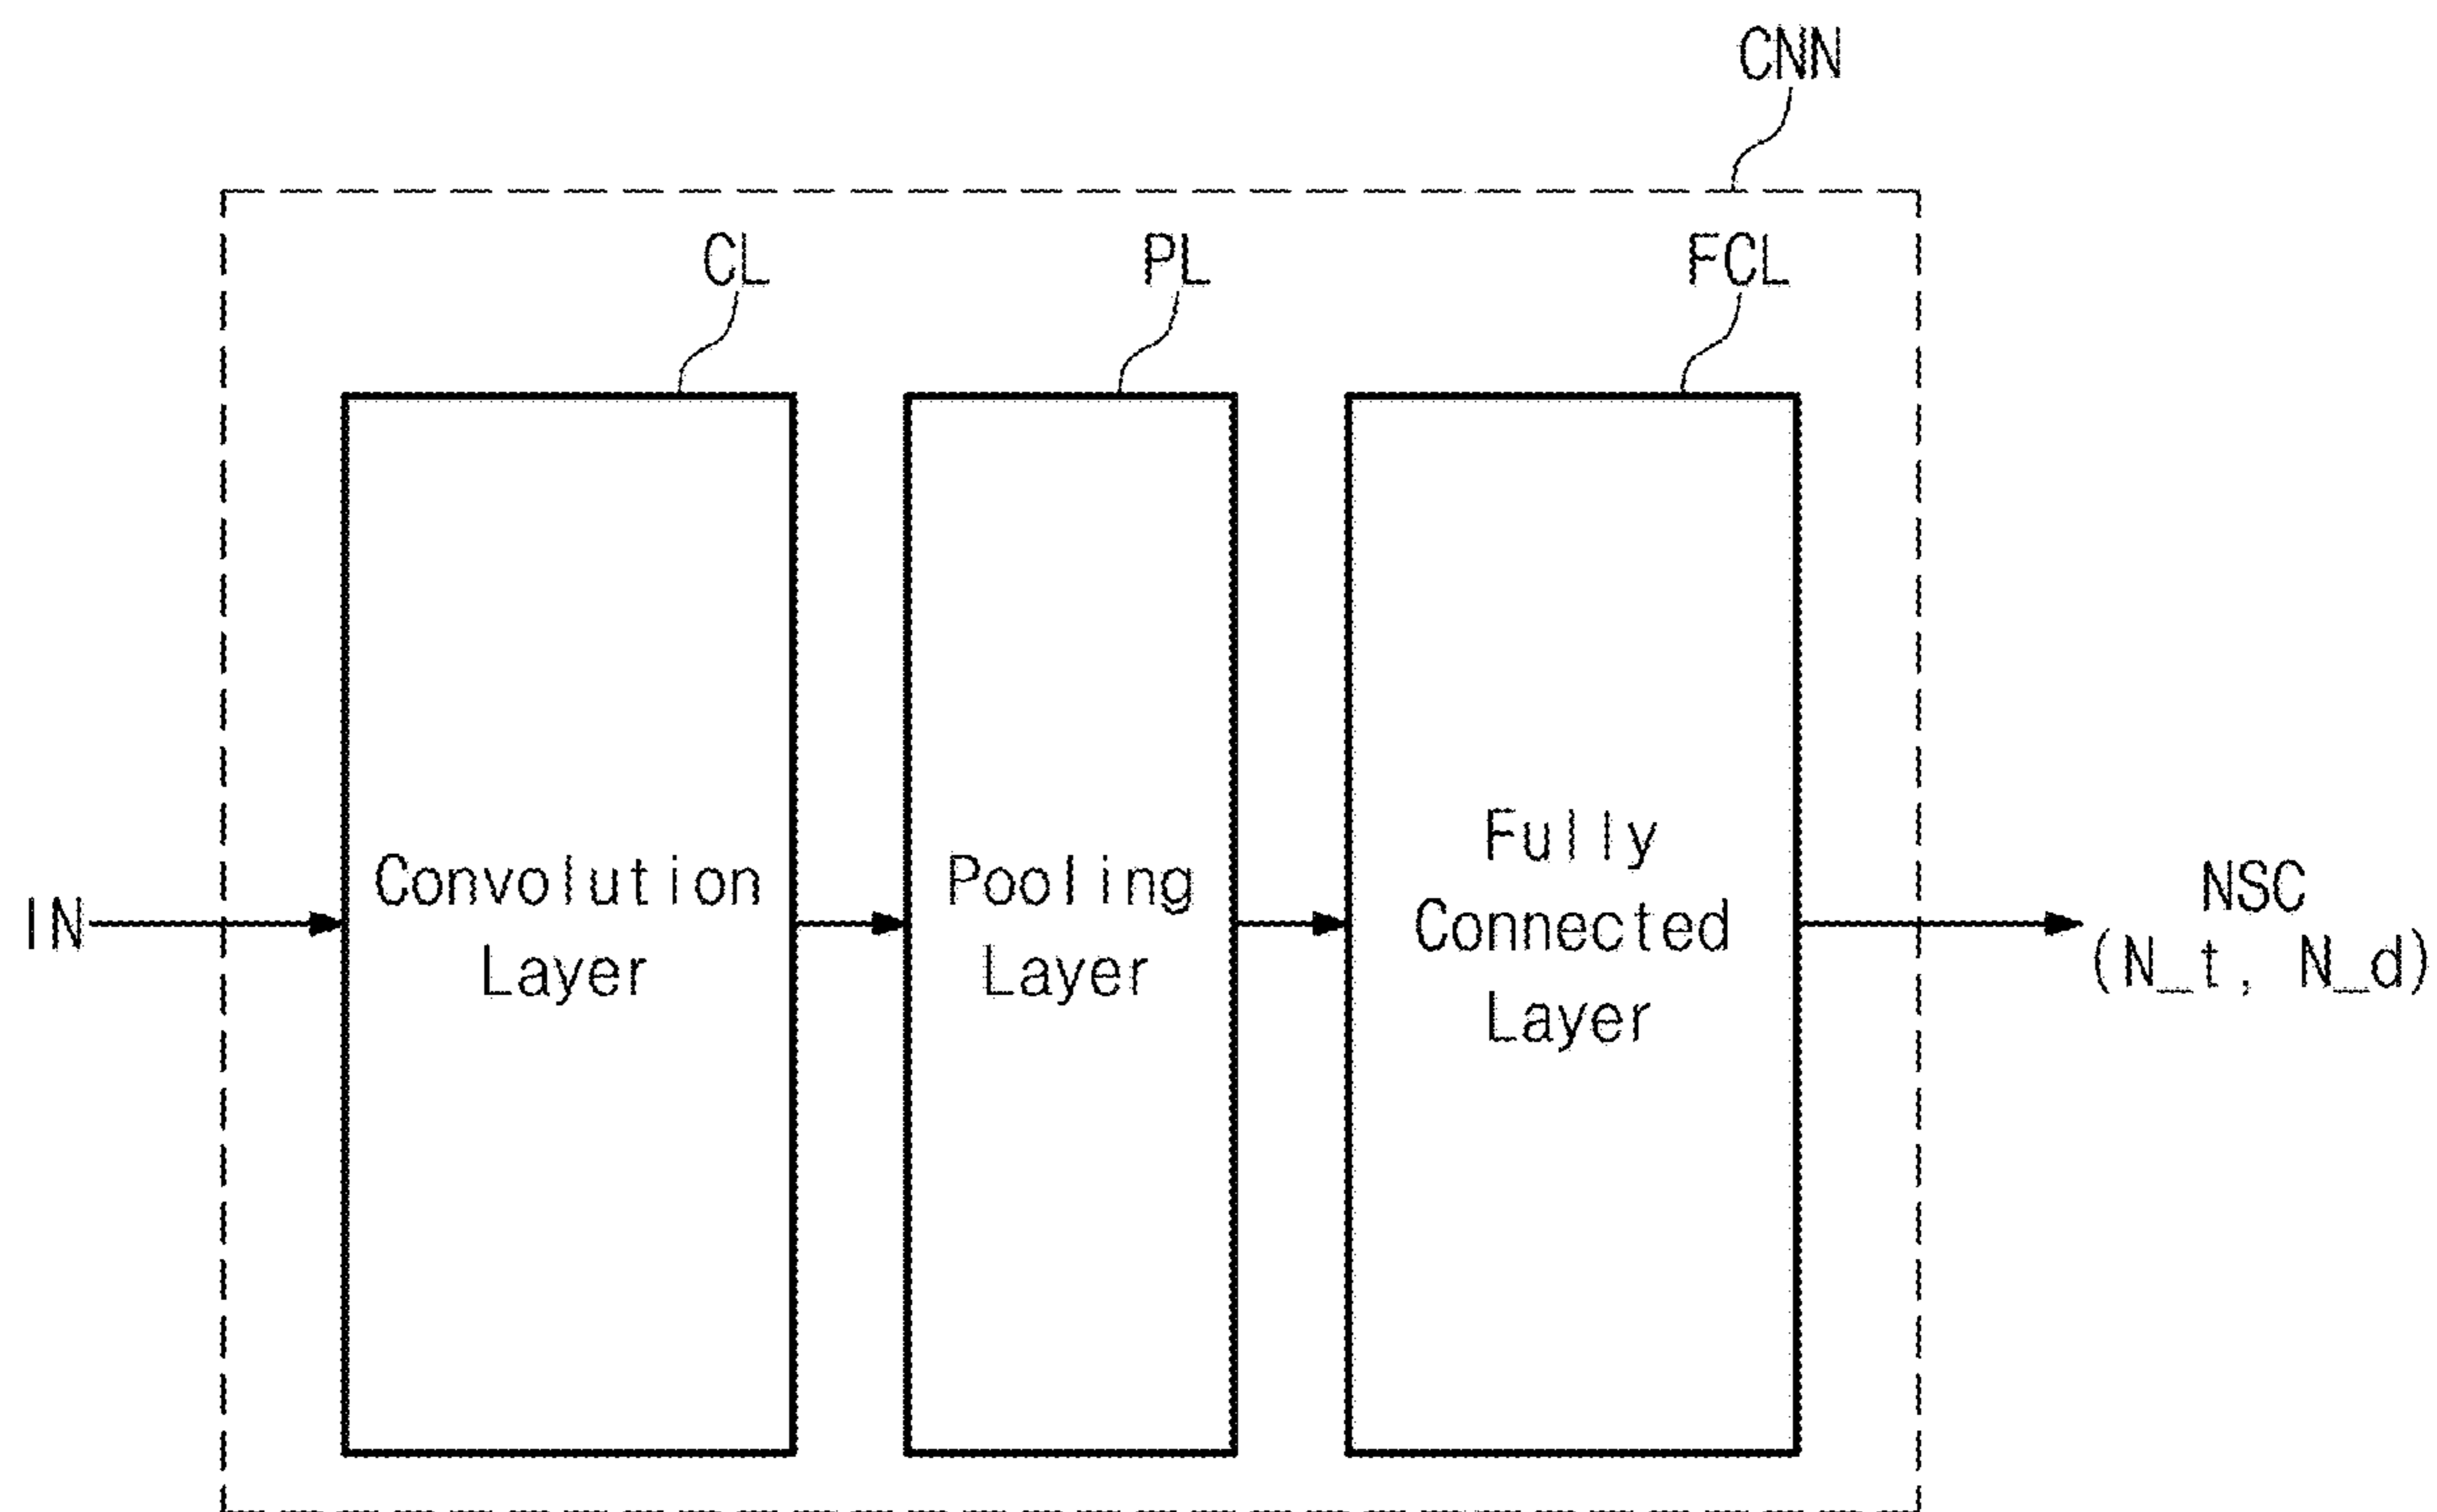 CNN
CL
PL
FCL
IN
Convolution
Layer
Pooling
Layer
Fully
Connected
Layer
NSC
(N_t, N_d)